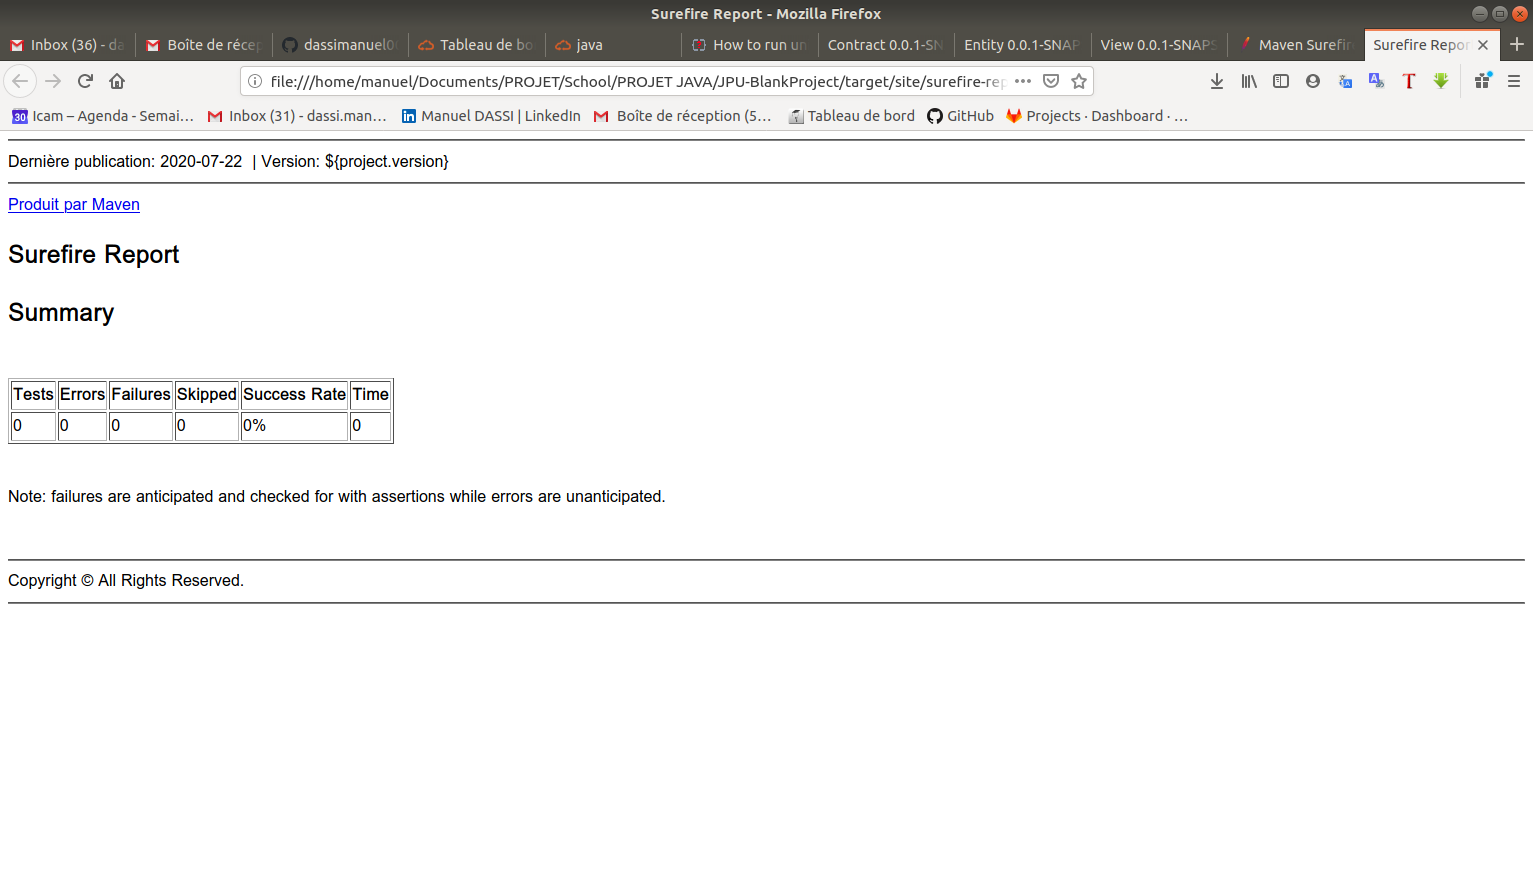 Surefire Report - Mozilla Firefox
Inbox (36) - da
Boîte de récep
dassimanuel0
Tableau de bo
java
How to run un
Contract 0.0.1-SN
Entity 0.0.1-SNAP
View 0.0.1-SNAPS
Maven Surefir
Surefire Repor
file:///home/manuel/Documents/PROJET/School/PROJET JAVA/JPU-BlankProject/target/site/surefire-rep
Icam – Agenda - Semai…
Inbox (31) - dassi.man…
Manuel DASSI | LinkedIn
Boîte de réception (5…
Tableau de bord
GitHub
Projects · Dashboard · …
Dernière publication: 2020-07-22 | Version: ${project.version}
Produit par Maven
Surefire Report
Summary
Tests Errors Failures Skipped Success Rate Time
0 0 0 0 0% 0
Note: failures are anticipated and checked for with assertions while errors are unanticipated.
Copyright © All Rights Reserved.